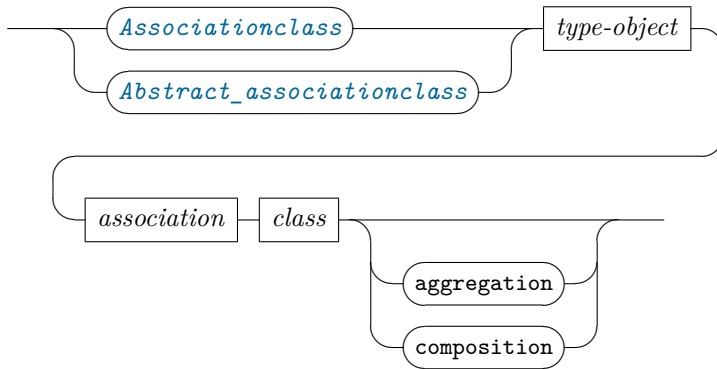 Associationclass type-object
Abstract_associationclass
association class
aggregation
composition